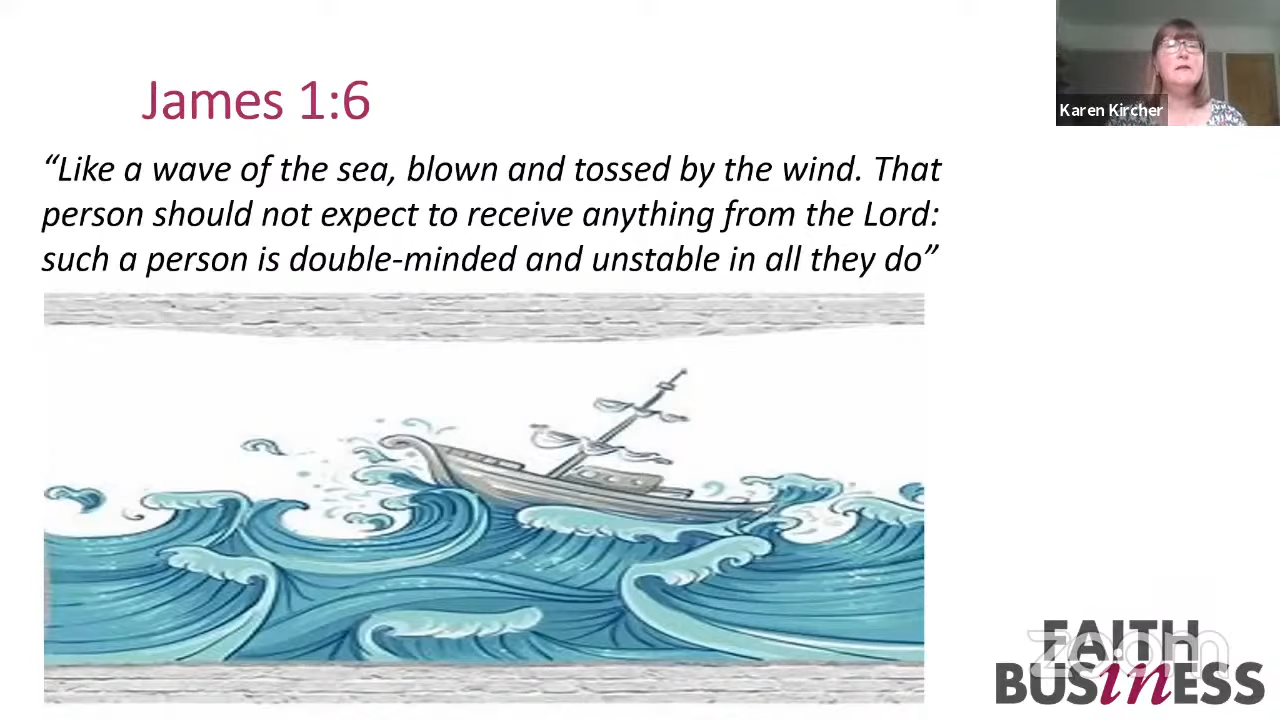 James 1:6
“Like a wave of the sea, blown and tossed by the wind. That
person should not expect to receive anything from the Lord:
such a person is double-minded and unstable in all they do”
Karen Kircher
FAITH
zoom
BUSinESS